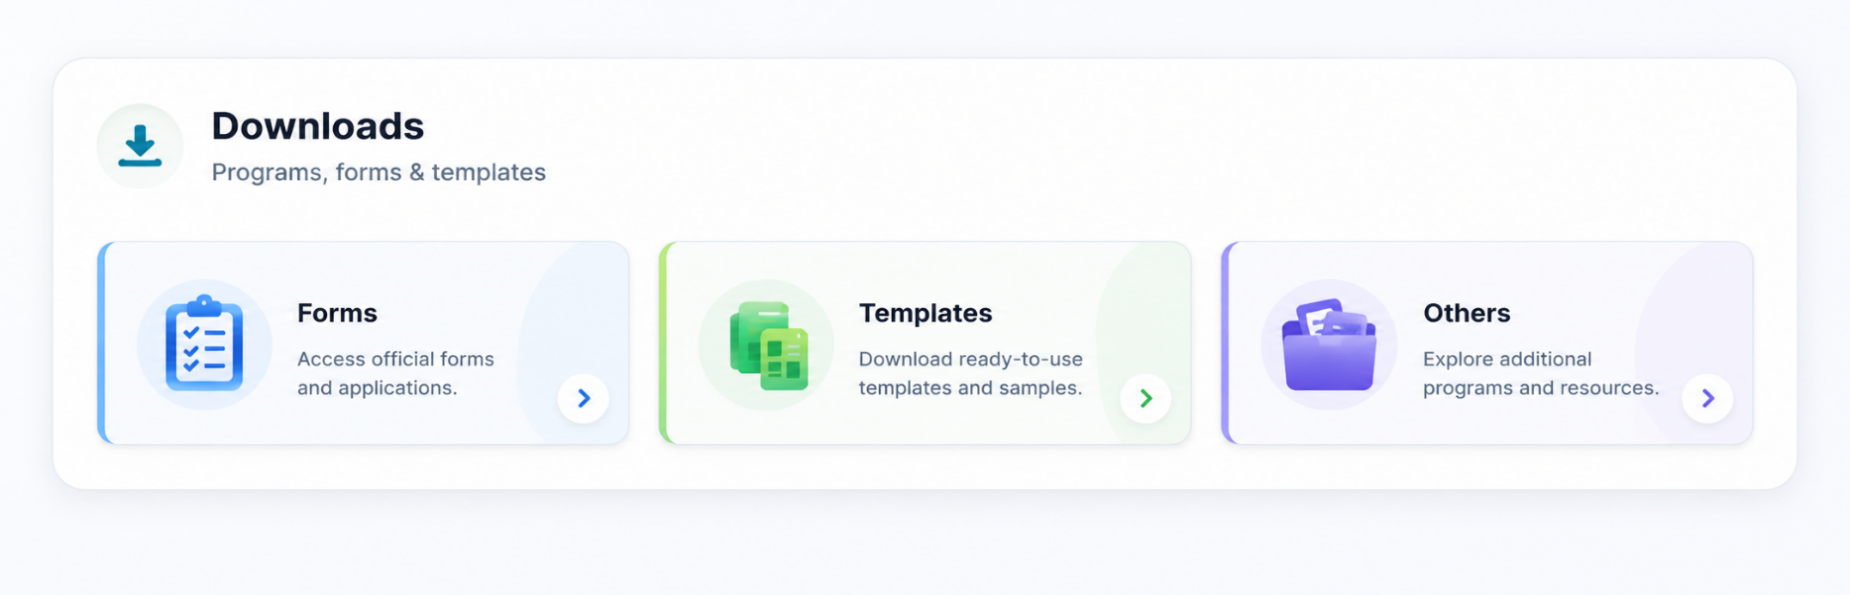 Downloads
Programs, forms & templates
Forms
Access official forms
and applications.
Templates
Download ready-to-use
templates and samples.
Others
Explore additional
programs and resources.